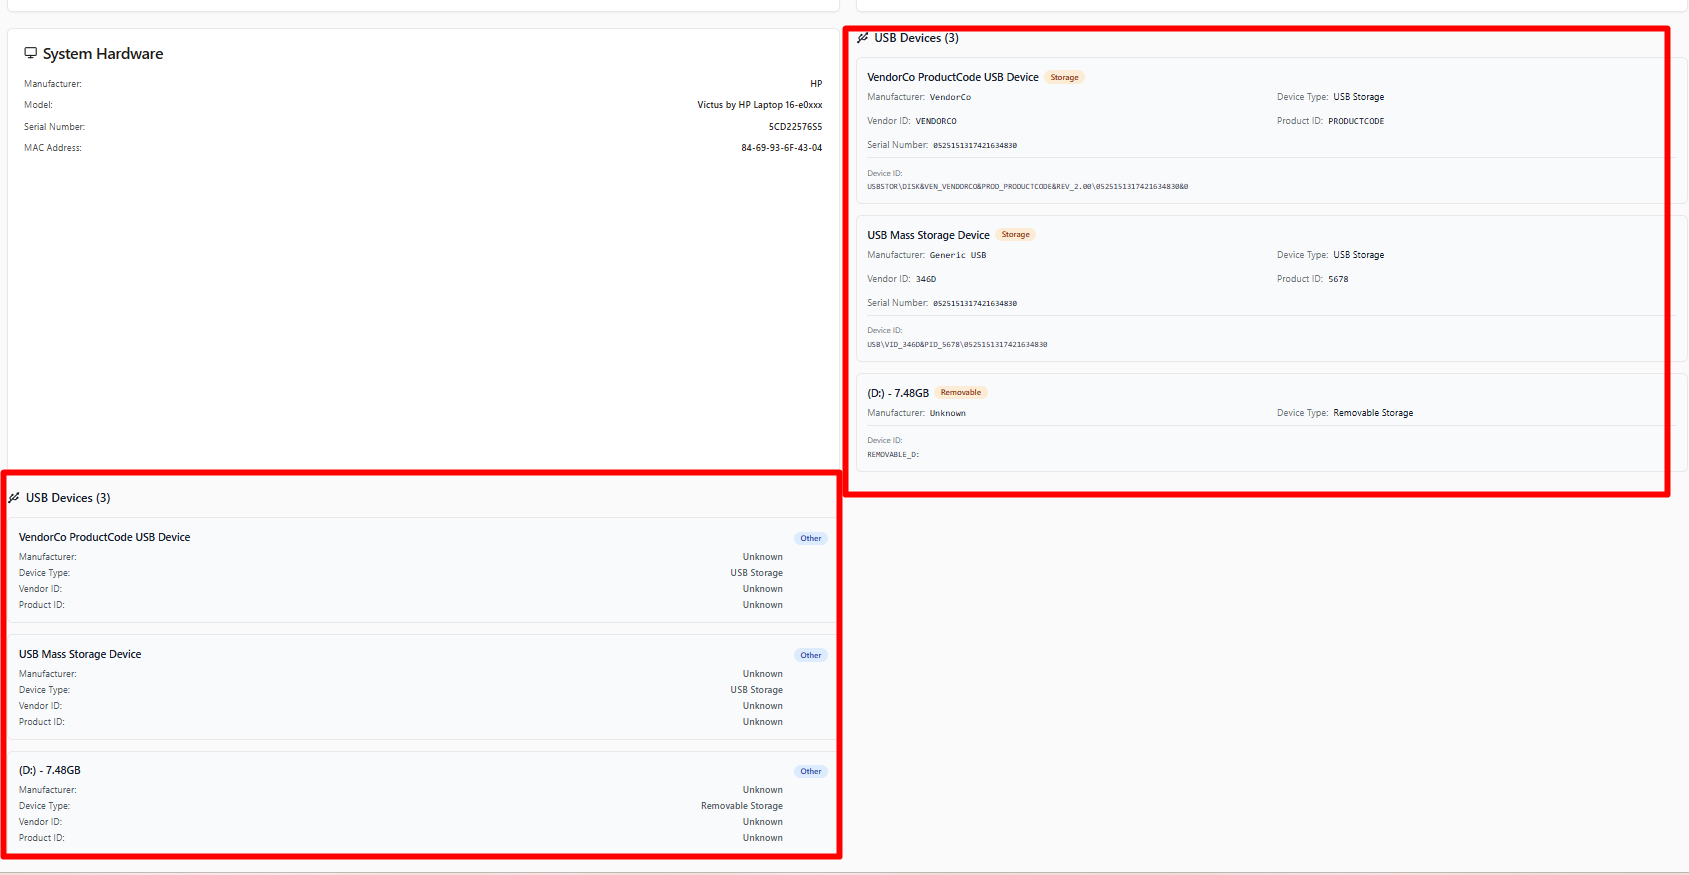 System Hardware
Manufacturer: HP
Model: Victus by HP Laptop 16-e0xxx
Serial Number: 5CD22576S5
MAC Address: 84-69-93-6F-43-04
USB Devices (3)
VendorCo ProductCode USB Device Storage
Manufacturer: VendorCo Device Type: USB Storage
Vendor ID: VENDORCO Product ID: PRODUCTCODE
Serial Number: 0525151317421634830
Device ID:
USBSTOR\DISK&VEN_VENDORCO&PROD_PRODUCTCODE&REV_2.00\0525151317421634830&0
USB Mass Storage Device Storage
Manufacturer: Generic USB Device Type: USB Storage
Vendor ID: 346D Product ID: 5678
Serial Number: 0525151317421634830
Device ID:
USB\VID_346D&PID_5678\0525151317421634830
(D:) - 7.48GB Removable
Manufacturer: Unknown Device Type: Removable Storage
Device ID:
REMOVABLE_D:
USB Devices (3)
VendorCo ProductCode USB Device Other
Manufacturer: Unknown
Device Type: USB Storage
Vendor ID: Unknown
Product ID: Unknown
USB Mass Storage Device Other
Manufacturer: Unknown
Device Type: USB Storage
Vendor ID: Unknown
Product ID: Unknown
(D:) - 7.48GB Other
Manufacturer: Unknown
Device Type: Removable Storage
Vendor ID: Unknown
Product ID: Unknown